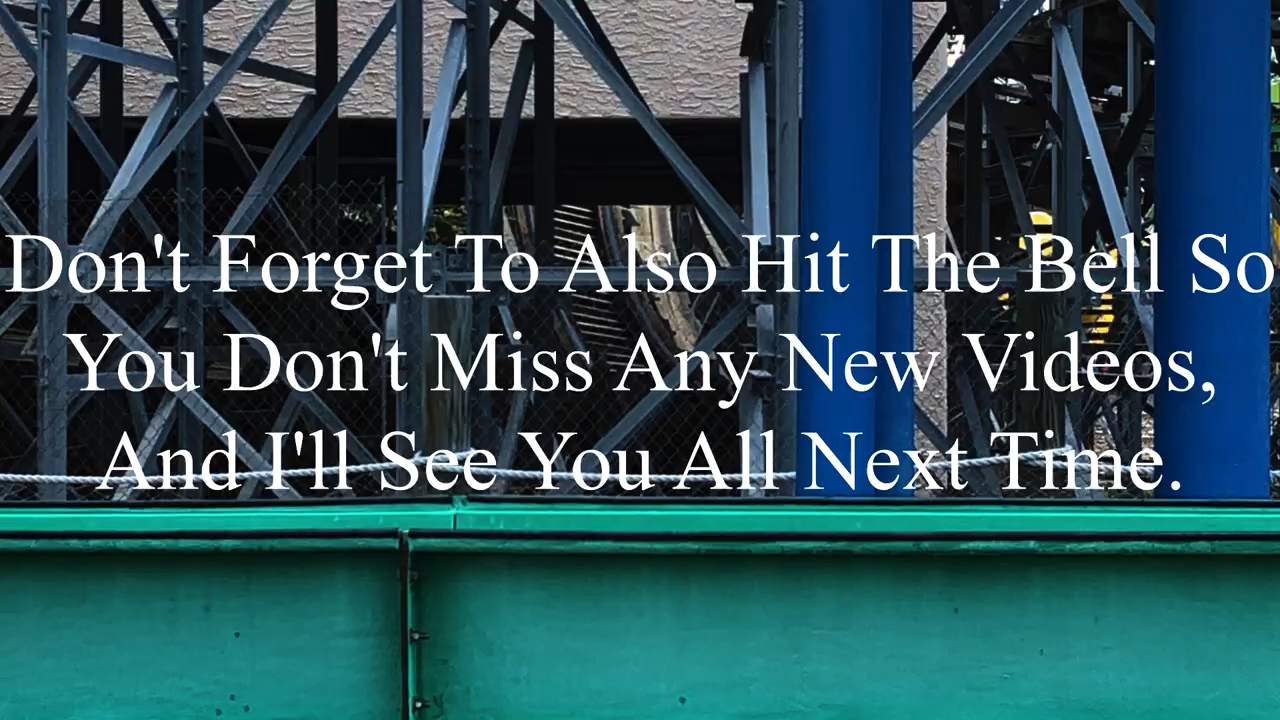 Don't Forget To Also Hit The Bell So
You Don't Miss Any New Videos,
And I'll See You All Next Time.